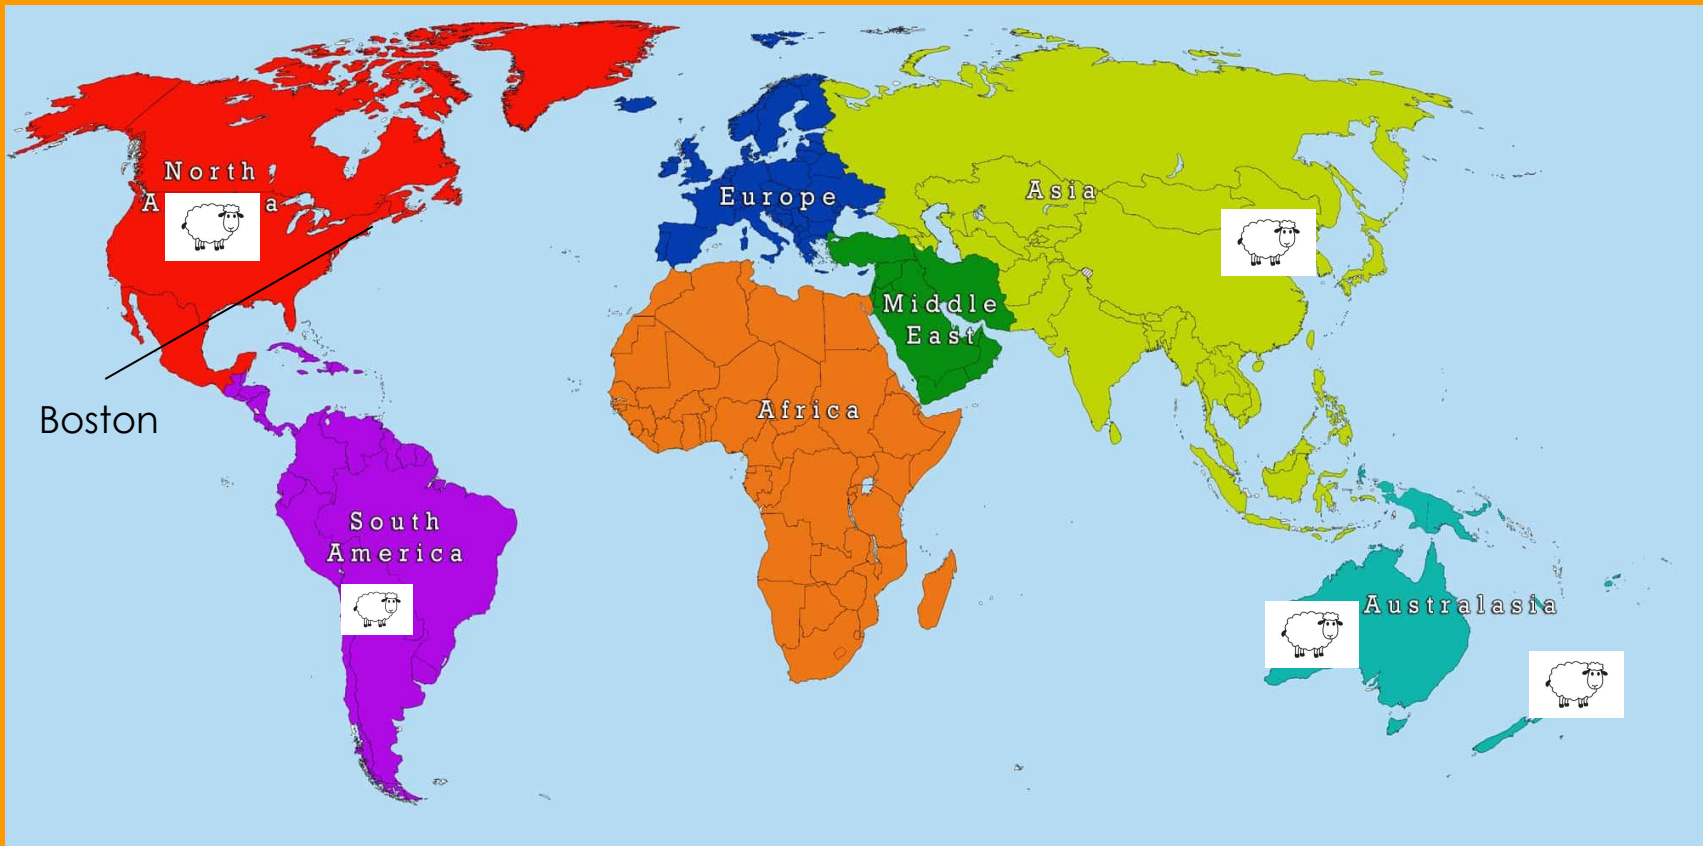 North
A a
Europe
Asia
Middle
East
Africa
Boston
South
America
Australasia